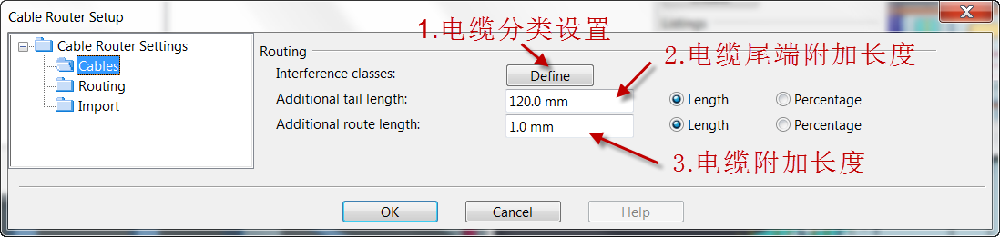 Cable Router Setup
1.电缆分类设置
Cable Router Settings
Cables
Routing
Import
Routing
Interference classes:
Define
2.电缆尾端附加长度
Additional tail length:
120.0 mm
Length
Percentage
Additional route length:
1.0 mm
Length
Percentage
3.电缆附加长度
OK
Cancel
Help